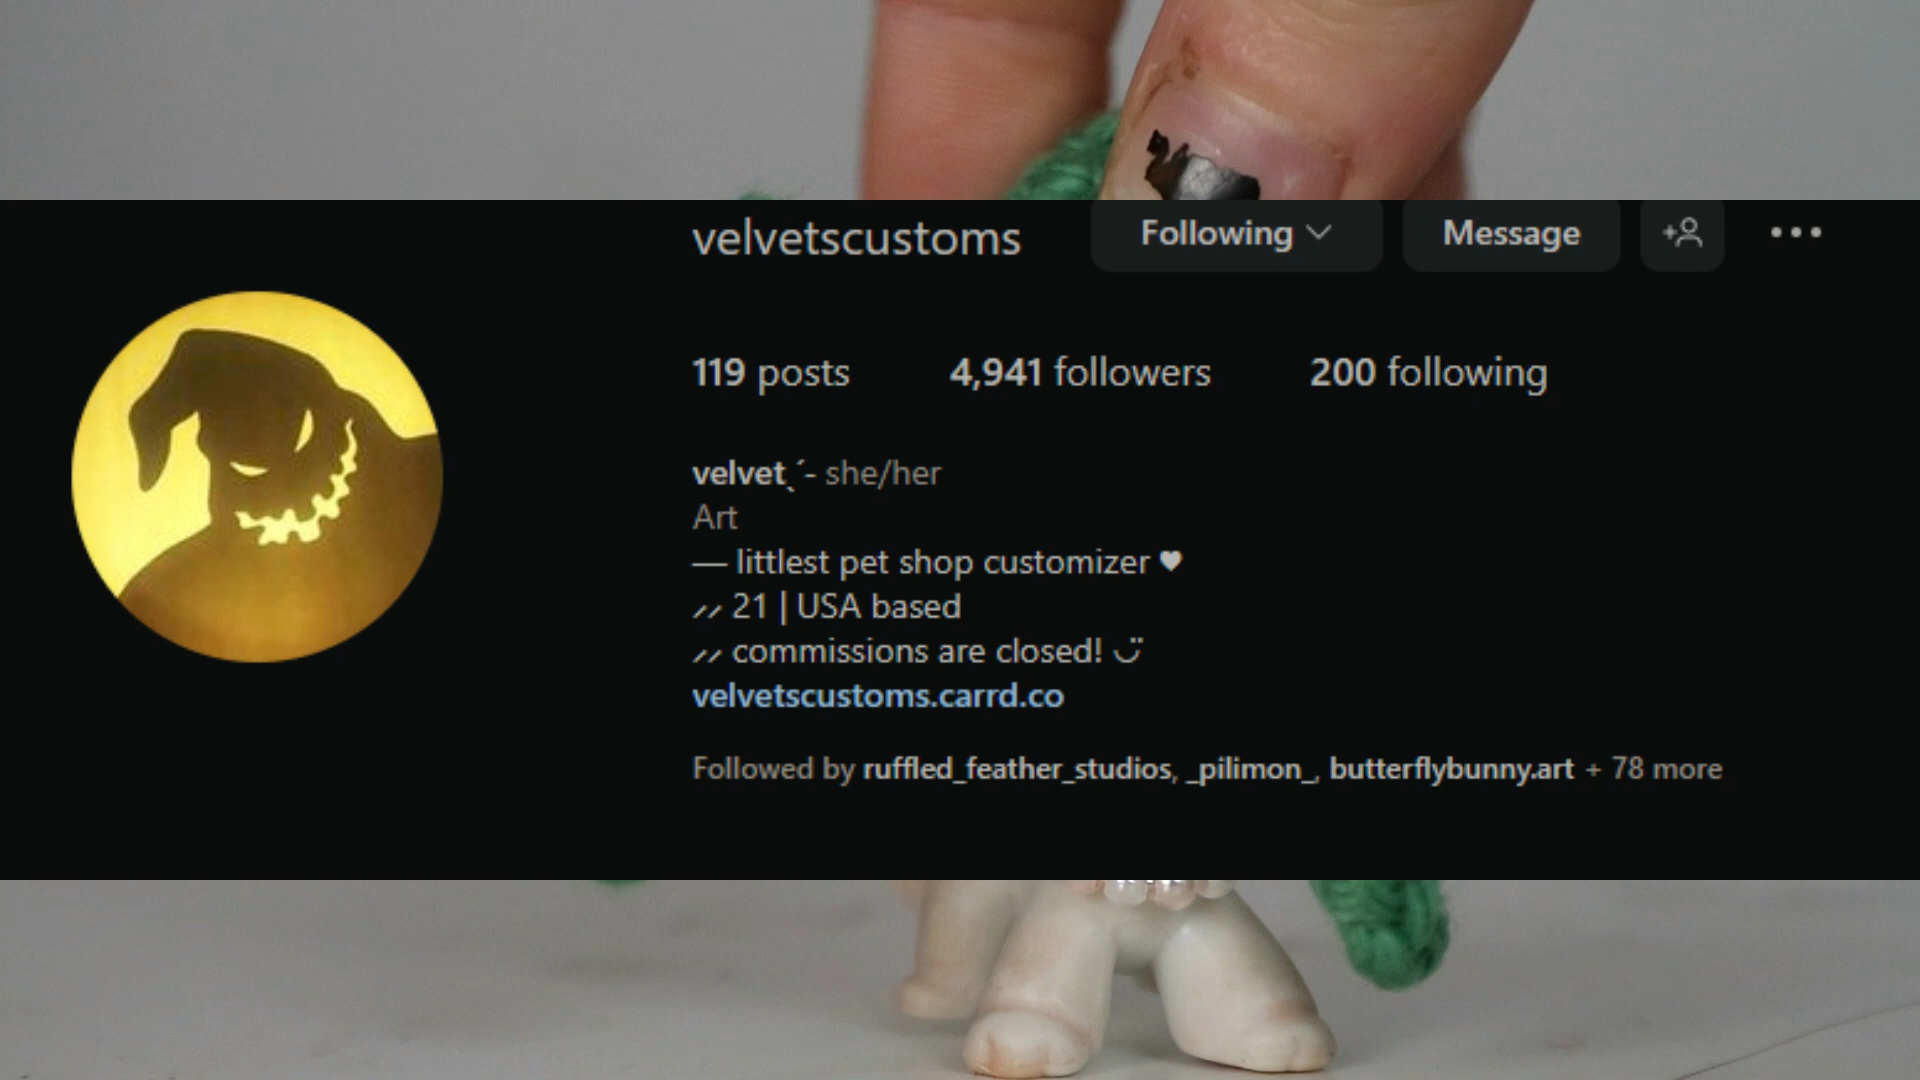 velvetscustoms Following Message
119 posts 4,941 followers 200 following
velvetˎˊ- she/her
Art
— littlest pet shop customizer ♥
⸝⸝ 21 | USA based
⸝⸝ commissions are closed! ◡̈
velvetscustoms.carrd.co
Followed by ruffled_feather_studios, _pilimon_, butterflybunny.art + 78 more